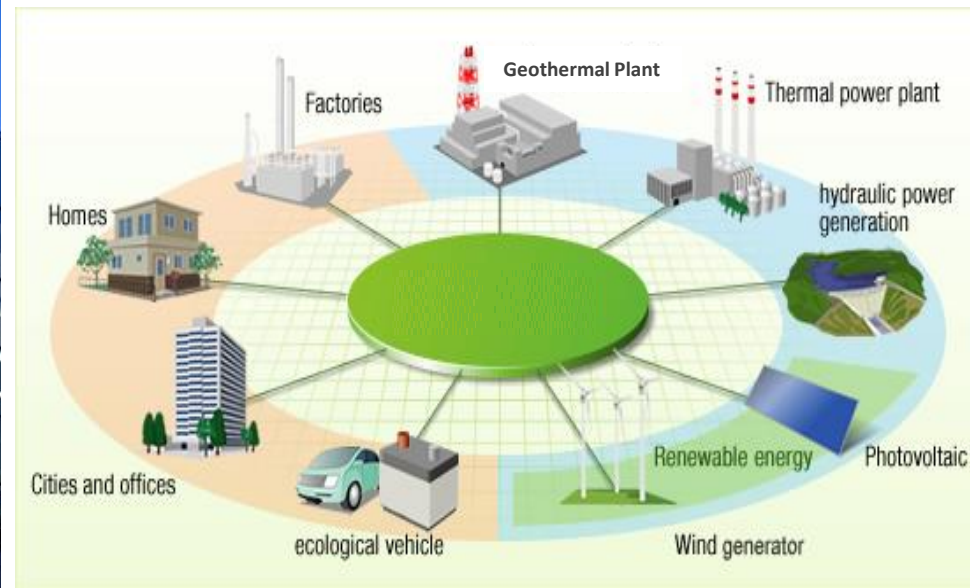 Geothermal Plant
Factories
Thermal power plant
Homes
hydraulic power
generation
Cities and offices
Renewable energy
Photovoltaic
ecological vehicle
Wind generator